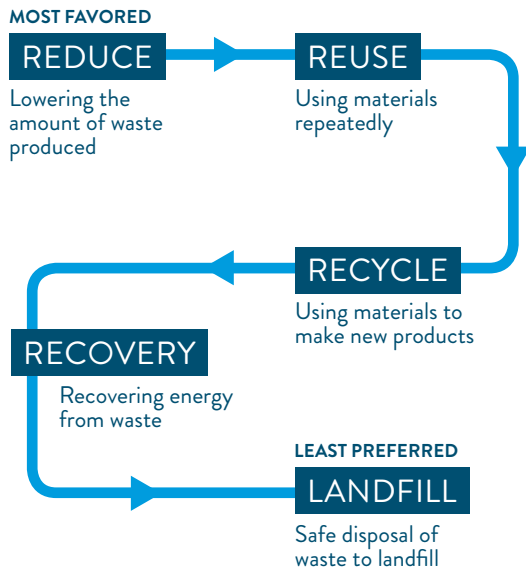 MOST FAVORED
REDUCE
Lowering the
amount of waste
produced
REUSE
Using materials
repeatedly
RECYCLE
Using materials to
make new products
RECOVERY
Recovering energy
from waste
LEAST PREFERRED
LANDFILL
Safe disposal of
waste to landfill